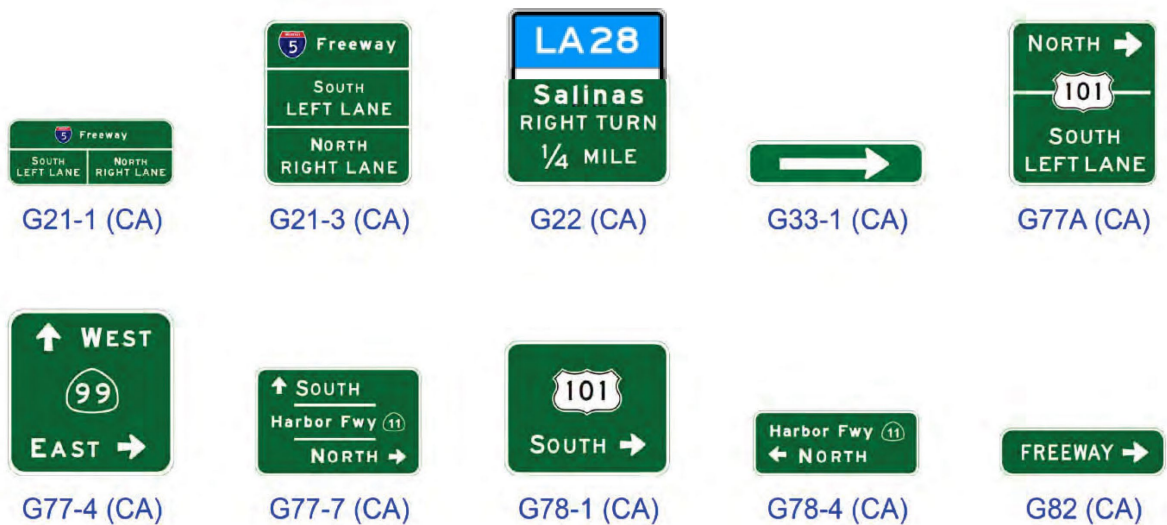 5 Freeway
SOUTH
LEFT LANE
NORTH
RIGHT LANE
G21-1 (CA)
5 Freeway
SOUTH
LEFT LANE
NORTH
RIGHT LANE
G21-3 (CA)
LA28
Salinas
RIGHT TURN
1/4 MILE
G22 (CA)
G33-1 (CA)
NORTH
101
SOUTH
LEFT LANE
G77A (CA)
WEST
99
EAST
G77-4 (CA)
SOUTH
Harbor Fwy 11
NORTH
G77-7 (CA)
101
SOUTH
G78-1 (CA)
Harbor Fwy 11
NORTH
G78-4 (CA)
FREEWAY
G82 (CA)